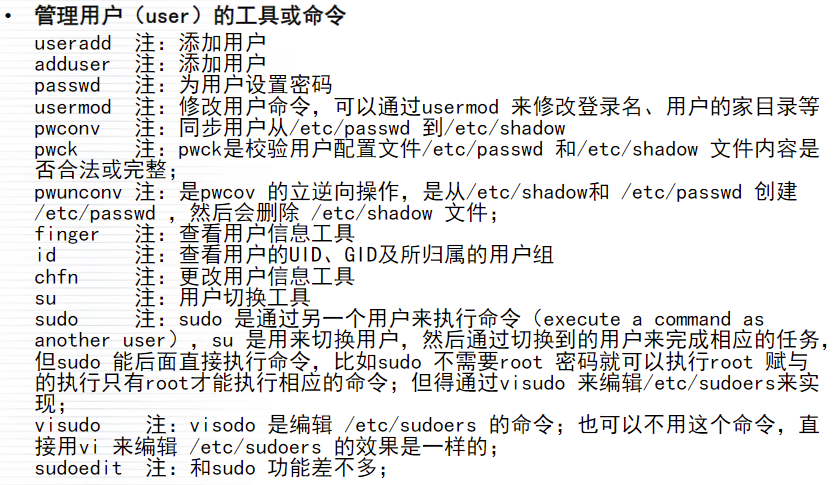 • 管理用户（user）的工具或命令
useradd 注：添加用户
adduser 注：添加用户
passwd 注：为用户设置密码
usermod 注：修改用户命令，可以通过usermod 来修改登录名、用户的家目录等
pwconv 注：同步用户从/etc/passwd 到/etc/shadow
pwck 注：pwck是校验用户配置文件/etc/passwd 和/etc/shadow 文件内容是
否合法或完整；
pwunconv 注：是pwcov 的立逆向操作，是从/etc/shadow和 /etc/passwd 创建
/etc/passwd ，然后会删除 /etc/shadow 文件；
finger 注：查看用户信息工具
id 注：查看用户的UID、GID及所归属的用户组
chfn 注：更改用户信息工具
su 注：用户切换工具
sudo 注：sudo 是通过另一个用户来执行命令（execute a command as
another user），su 是用来切换用户，然后通过切换到的用户来完成相应的任务，
但sudo 能后面直接执行命令，比如sudo 不需要root 密码就可以执行root 赋与
的执行只有root才能执行相应的命令；但得通过visudo 来编辑/etc/sudoers来实
现；
visudo 注：visodo 是编辑 /etc/sudoers 的命令；也可以不用这个命令，直
接用vi 来编辑 /etc/sudoers 的效果是一样的；
sudoedit 注：和sudo 功能差不多；